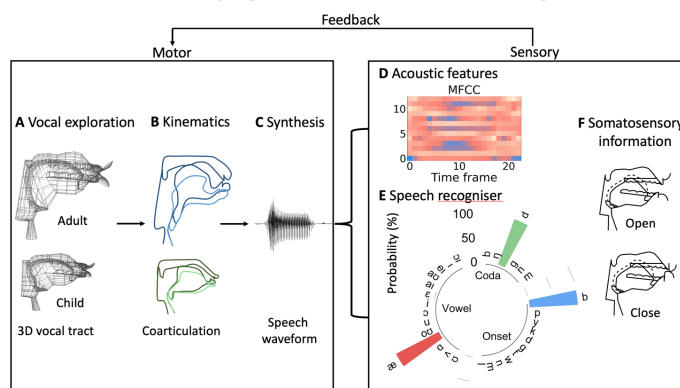 Feedback
Motor
Sensory
A Vocal exploration
B Kinematics
C Synthesis
Adult
Child
3D vocal tract
Coarticulation
Speech
waveform
D Acoustic features
MFCC
10
5
0
0
10
20
Time frame
E Speech recogniser
Probability (%)
100
50
0
Coda
Vowel
Onset
d
b
æ
F Somatosensory
information
Open
Close